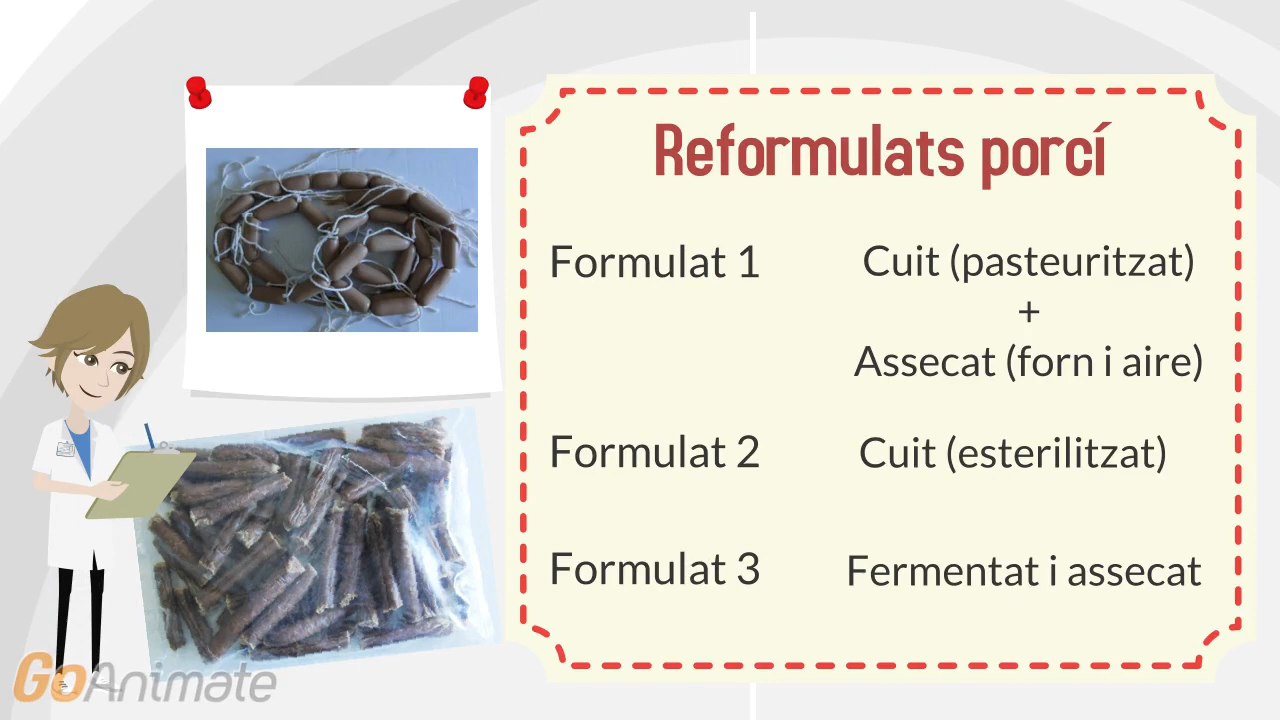 Reformulats porcí
Formulat 1
Cuit (pasteuritzat)
+
Assecat (forn i aire)
Formulat 2
Cuit (esterilitzat)
Formulat 3
Fermentat i assecat
GoAnimate